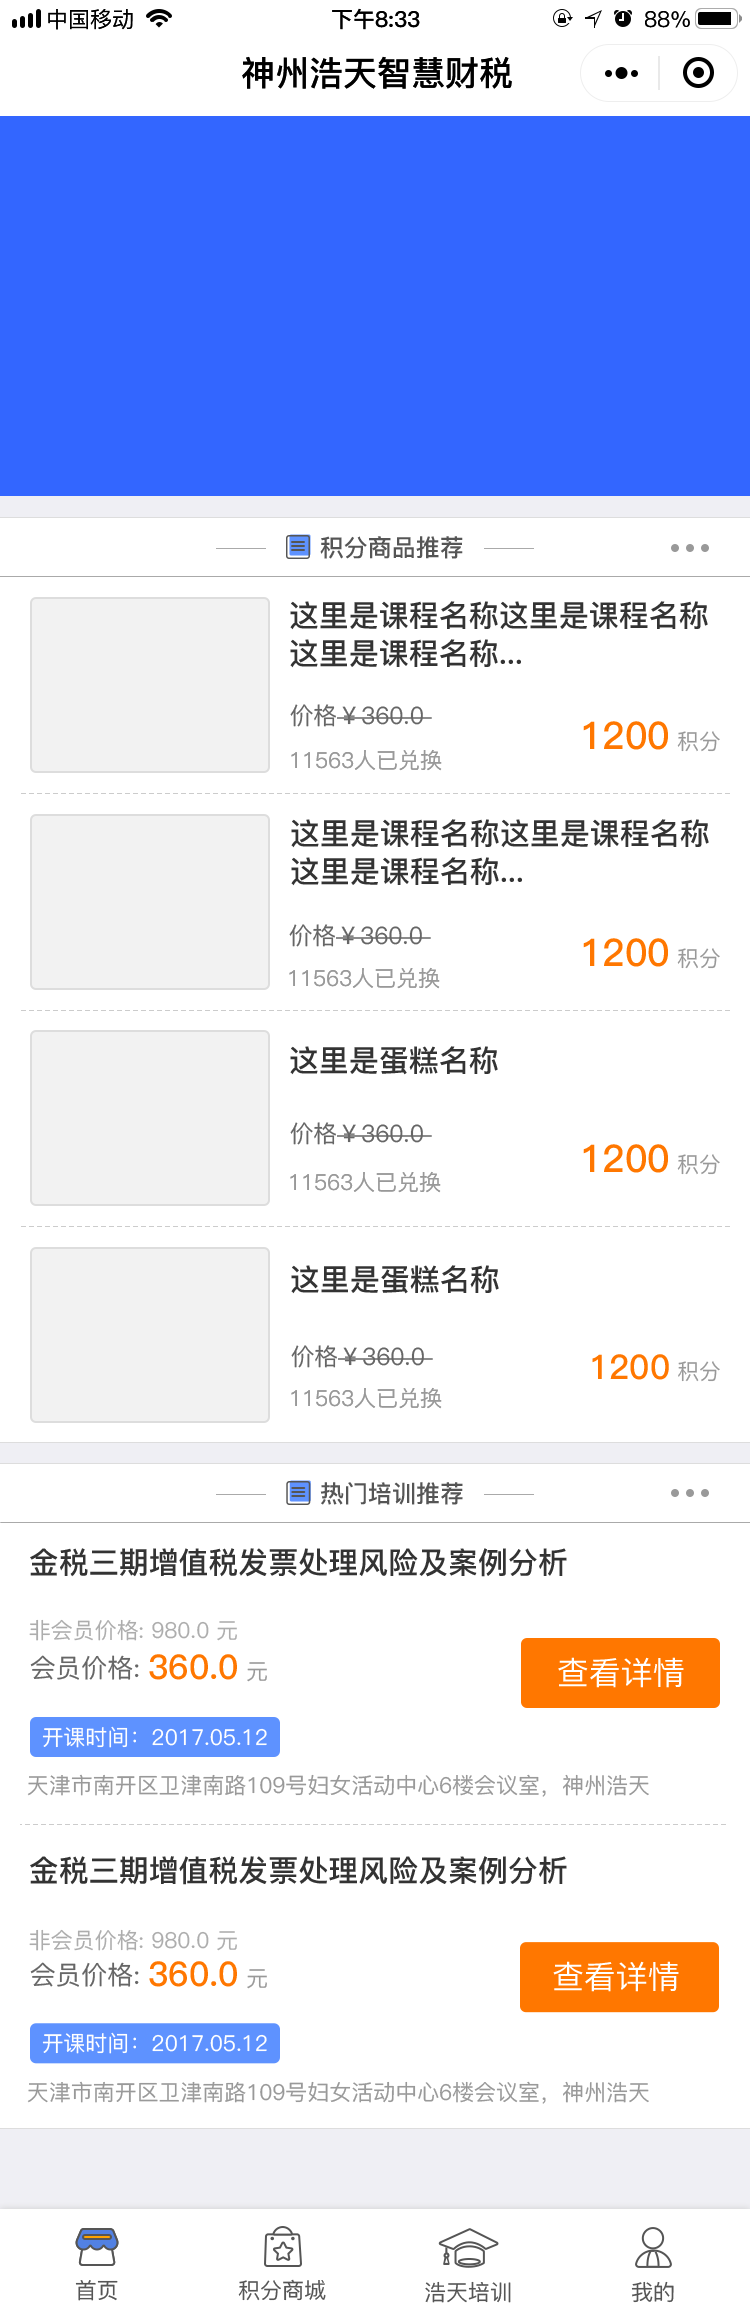 中国移动 下午8:33 88%
神州浩天智慧财税
积分商品推荐
这里是课程名称这里是课程名称
这里是课程名称...
价格¥360.0
1200 积分
11563人已兑换
这里是课程名称这里是课程名称
这里是课程名称...
价格¥360.0
1200 积分
11563人已兑换
这里是蛋糕名称
价格¥360.0
1200 积分
11563人已兑换
这里是蛋糕名称
价格¥360.0
1200 积分
11563人已兑换
热门培训推荐
金税三期增值税发票处理风险及案例分析
非会员价格: 980.0 元
会员价格: 360.0 元
查看详情
开课时间：2017.05.12
天津市南开区卫津南路109号妇女活动中心6楼会议室，神州浩天
金税三期增值税发票处理风险及案例分析
非会员价格: 980.0 元
会员价格: 360.0 元
查看详情
开课时间：2017.05.12
天津市南开区卫津南路109号妇女活动中心6楼会议室，神州浩天
首页 积分商城 浩天培训 我的